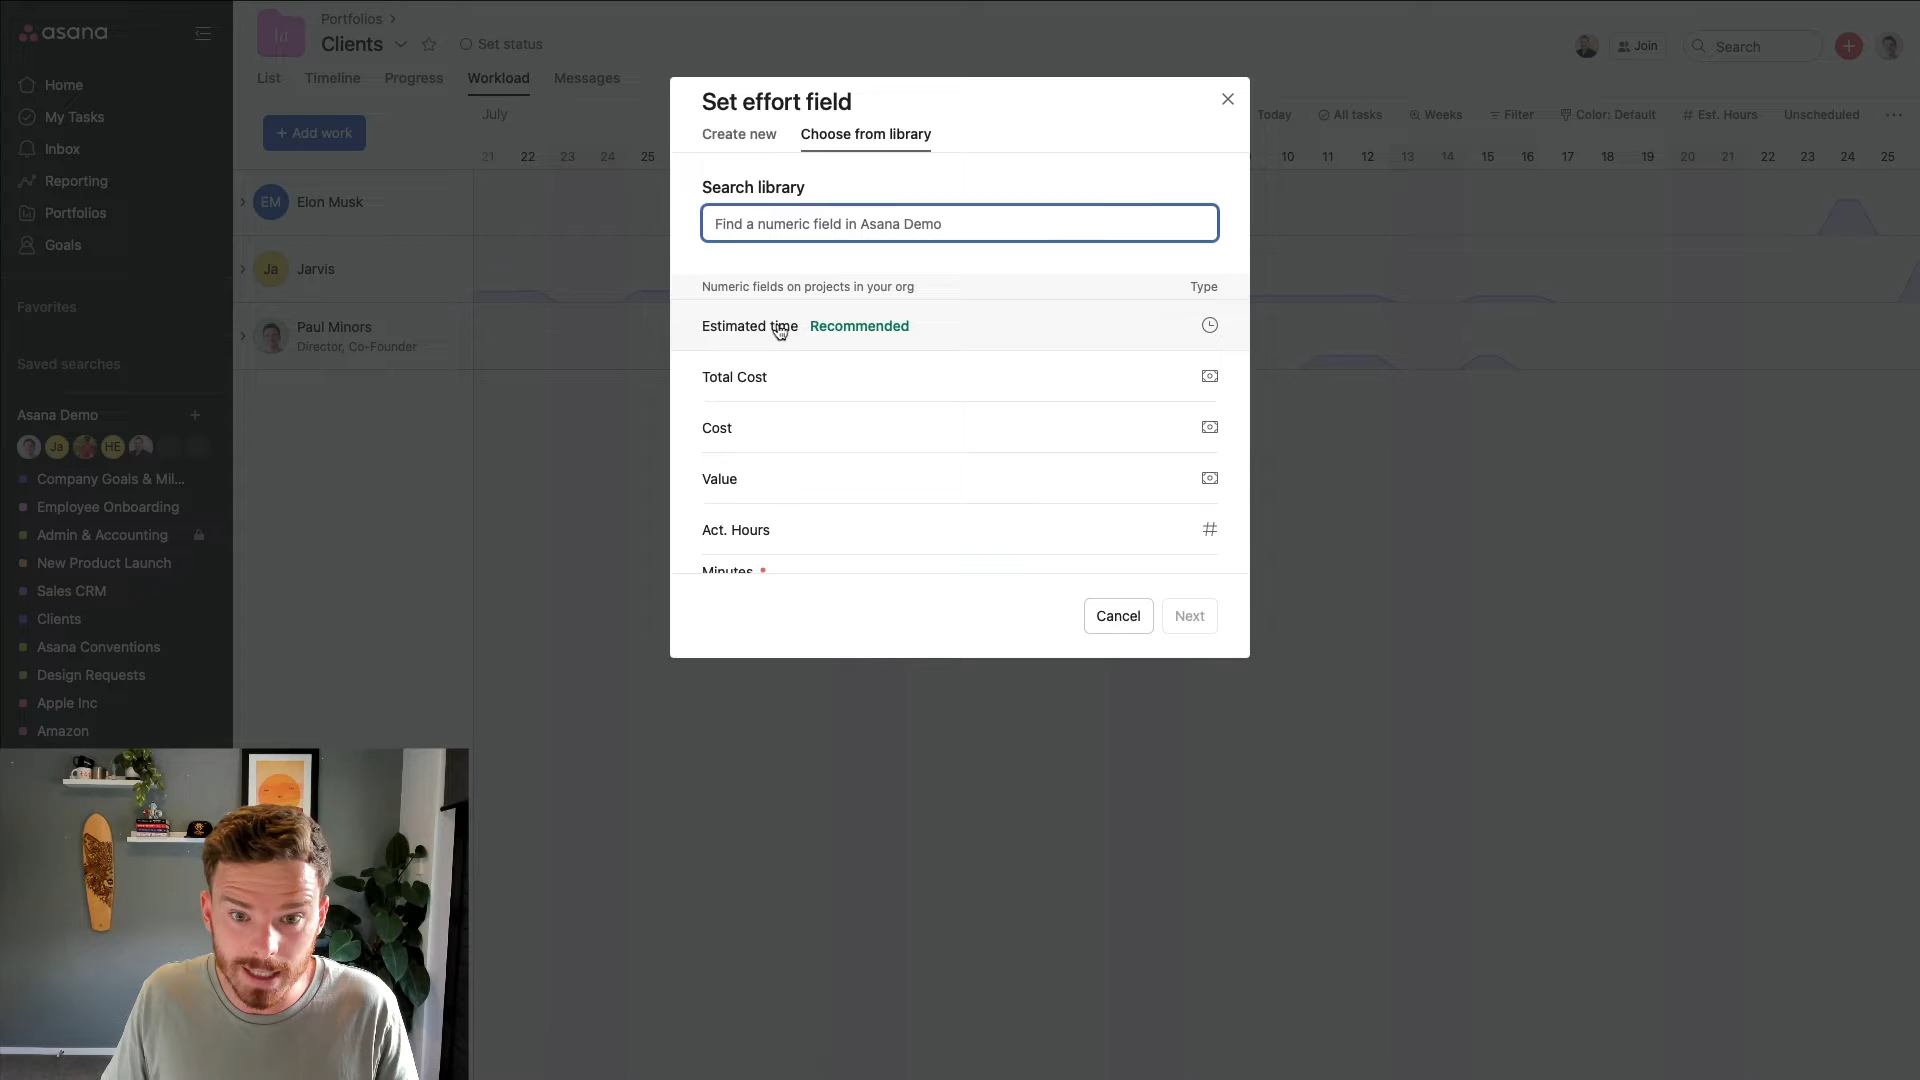 asana
Home
My Tasks
Inbox
Reporting
Portfolios
Goals
Favorites
Saved searches
Asana Demo
Ja
HE
Company Goals & Mil...
Employee Onboarding
Admin & Accounting
New Product Launch
Sales CRM
Clients
Asana Conventions
Design Requests
Apple Inc
Amazon
Portfolios
Clients
Set status
List Timeline Progress Workload Messages
Join
Search
+ Add work
July
21 22 23 24 25
Today
All tasks
Weeks
Filter
Color: Default
# Est. Hours
Unscheduled
10 11 12 13 14 15 16 17 18 19 20 21 22 23 24 25
EM Elon Musk
Ja Jarvis
Paul Minors
Director, Co-Founder
Set effort field
Create new Choose from library
Search library
Find a numeric field in Asana Demo
Numeric fields on projects in your org Type
Estimated time Recommended
Total Cost
Cost
Value
Act. Hours #
Minutes
Cancel Next